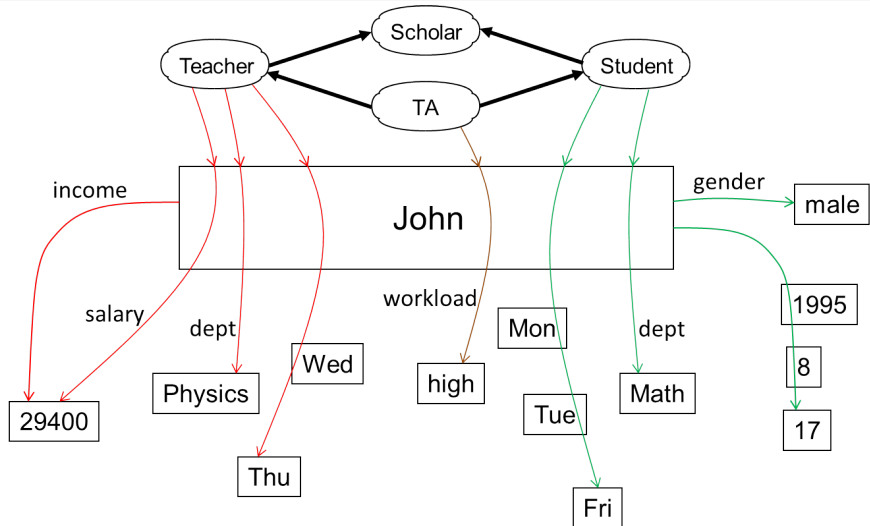 Scholar
Teacher
Student
TA
income
gender
male
John
salary
dept
workload
Mon
dept
1995
Wed
8
Physics
high
Math
29400
Tue
17
Thu
Fri